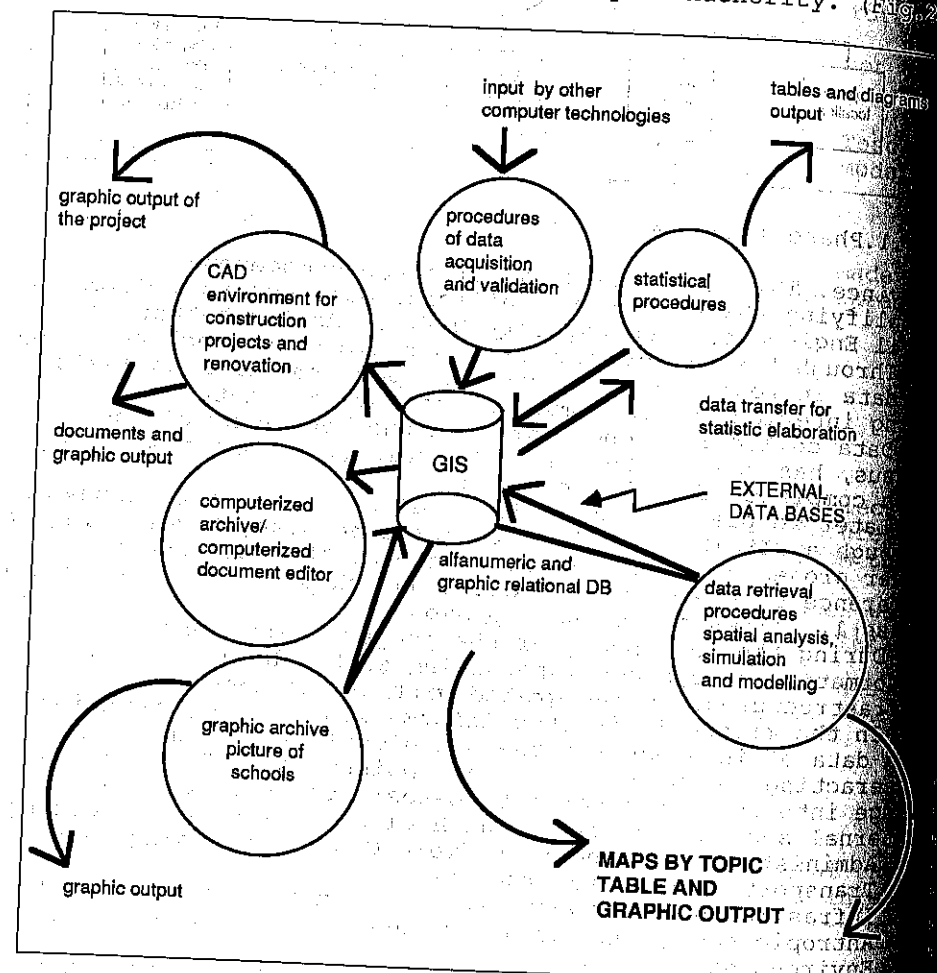 (Fig.2
input by other
computer technologies
tables and diagrams
output
graphic output of
the project
procedures
of data
acquisition
and validation
CAD
environment for
construction
projects and
renovation
statistical
procedures
data transfer for
statistic elaboration
documents and
graphic output
GIS
EXTERNAL
DATA BASES
computerized
archive/
computerized
document editor
alfanumeric and
graphic relational DB
data retrieval
procedures
spatial analysis,
simulation
and modelling
graphic archive
picture of
schools
graphic output
MAPS BY TOPIC
TABLE AND
GRAPHIC OUTPUT